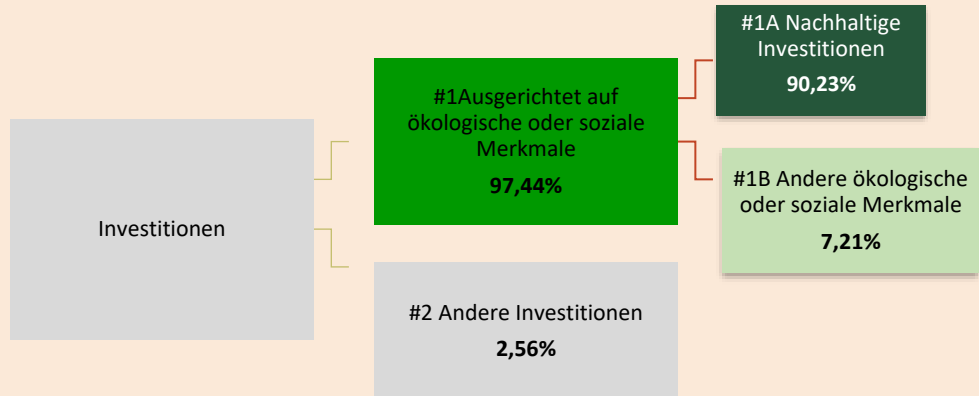 Investitionen
#1Ausgerichtet auf
ökologische oder soziale
Merkmale
97,44%
#2 Andere Investitionen
2,56%
#1A Nachhaltige
Investitionen
90,23%
#1B Andere ökologische
oder soziale Merkmale
7,21%